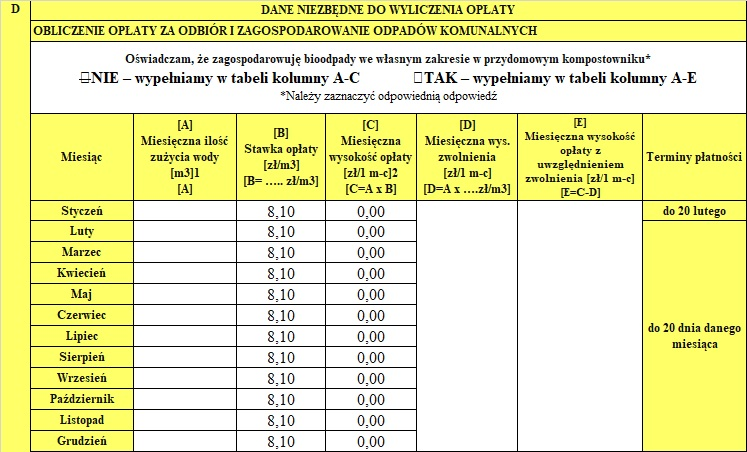 D DANE NIEZBĘDNE DO WYLICZENIA OPŁATY
OBLICZENIE OPŁATY ZA ODBIÓR I ZAGOSPODAROWANIE ODPADÓW KOMUNALNYCH
Oświadczam, że zagospodarowuję bioodpady we własnym zakresie w przydomowym kompostowniku*
☐NIE – wypełniamy w tabeli kolumny A-C ☐TAK – wypełniamy w tabeli kolumny A-E
*Należy zaznaczyć odpowiednią odpowiedź
Miesiąc
[A]
Miesięczna ilość
zużycia wody
[m3]1
[A]
[B]
Stawka opłaty
[zł/m3]
[B= ..... zł/m3]
[C]
Miesięczna
wysokość opłaty
[zł/1 m-c]2
[C=A x B]
[D]
Miesięczna wys.
zwolnienia
[zł/1 m-c]
[D=A x ....zł/m3]
[E]
Miesięczna wysokość
opłaty z
uwzględnieniem
zwolnienia [zł/1 m-c]
[E=C-D]
Terminy płatności
Styczeń 8,10 0,00 do 20 lutego
Luty 8,10 0,00
Marzec 8,10 0,00
Kwiecień 8,10 0,00
Maj 8,10 0,00
Czerwiec 8,10 0,00
Lipiec 8,10 0,00
Sierpień 8,10 0,00
Wrzesień 8,10 0,00
Październik 8,10 0,00
Listopad 8,10 0,00
Grudzień 8,10 0,00
do 20 dnia danego
miesiąca